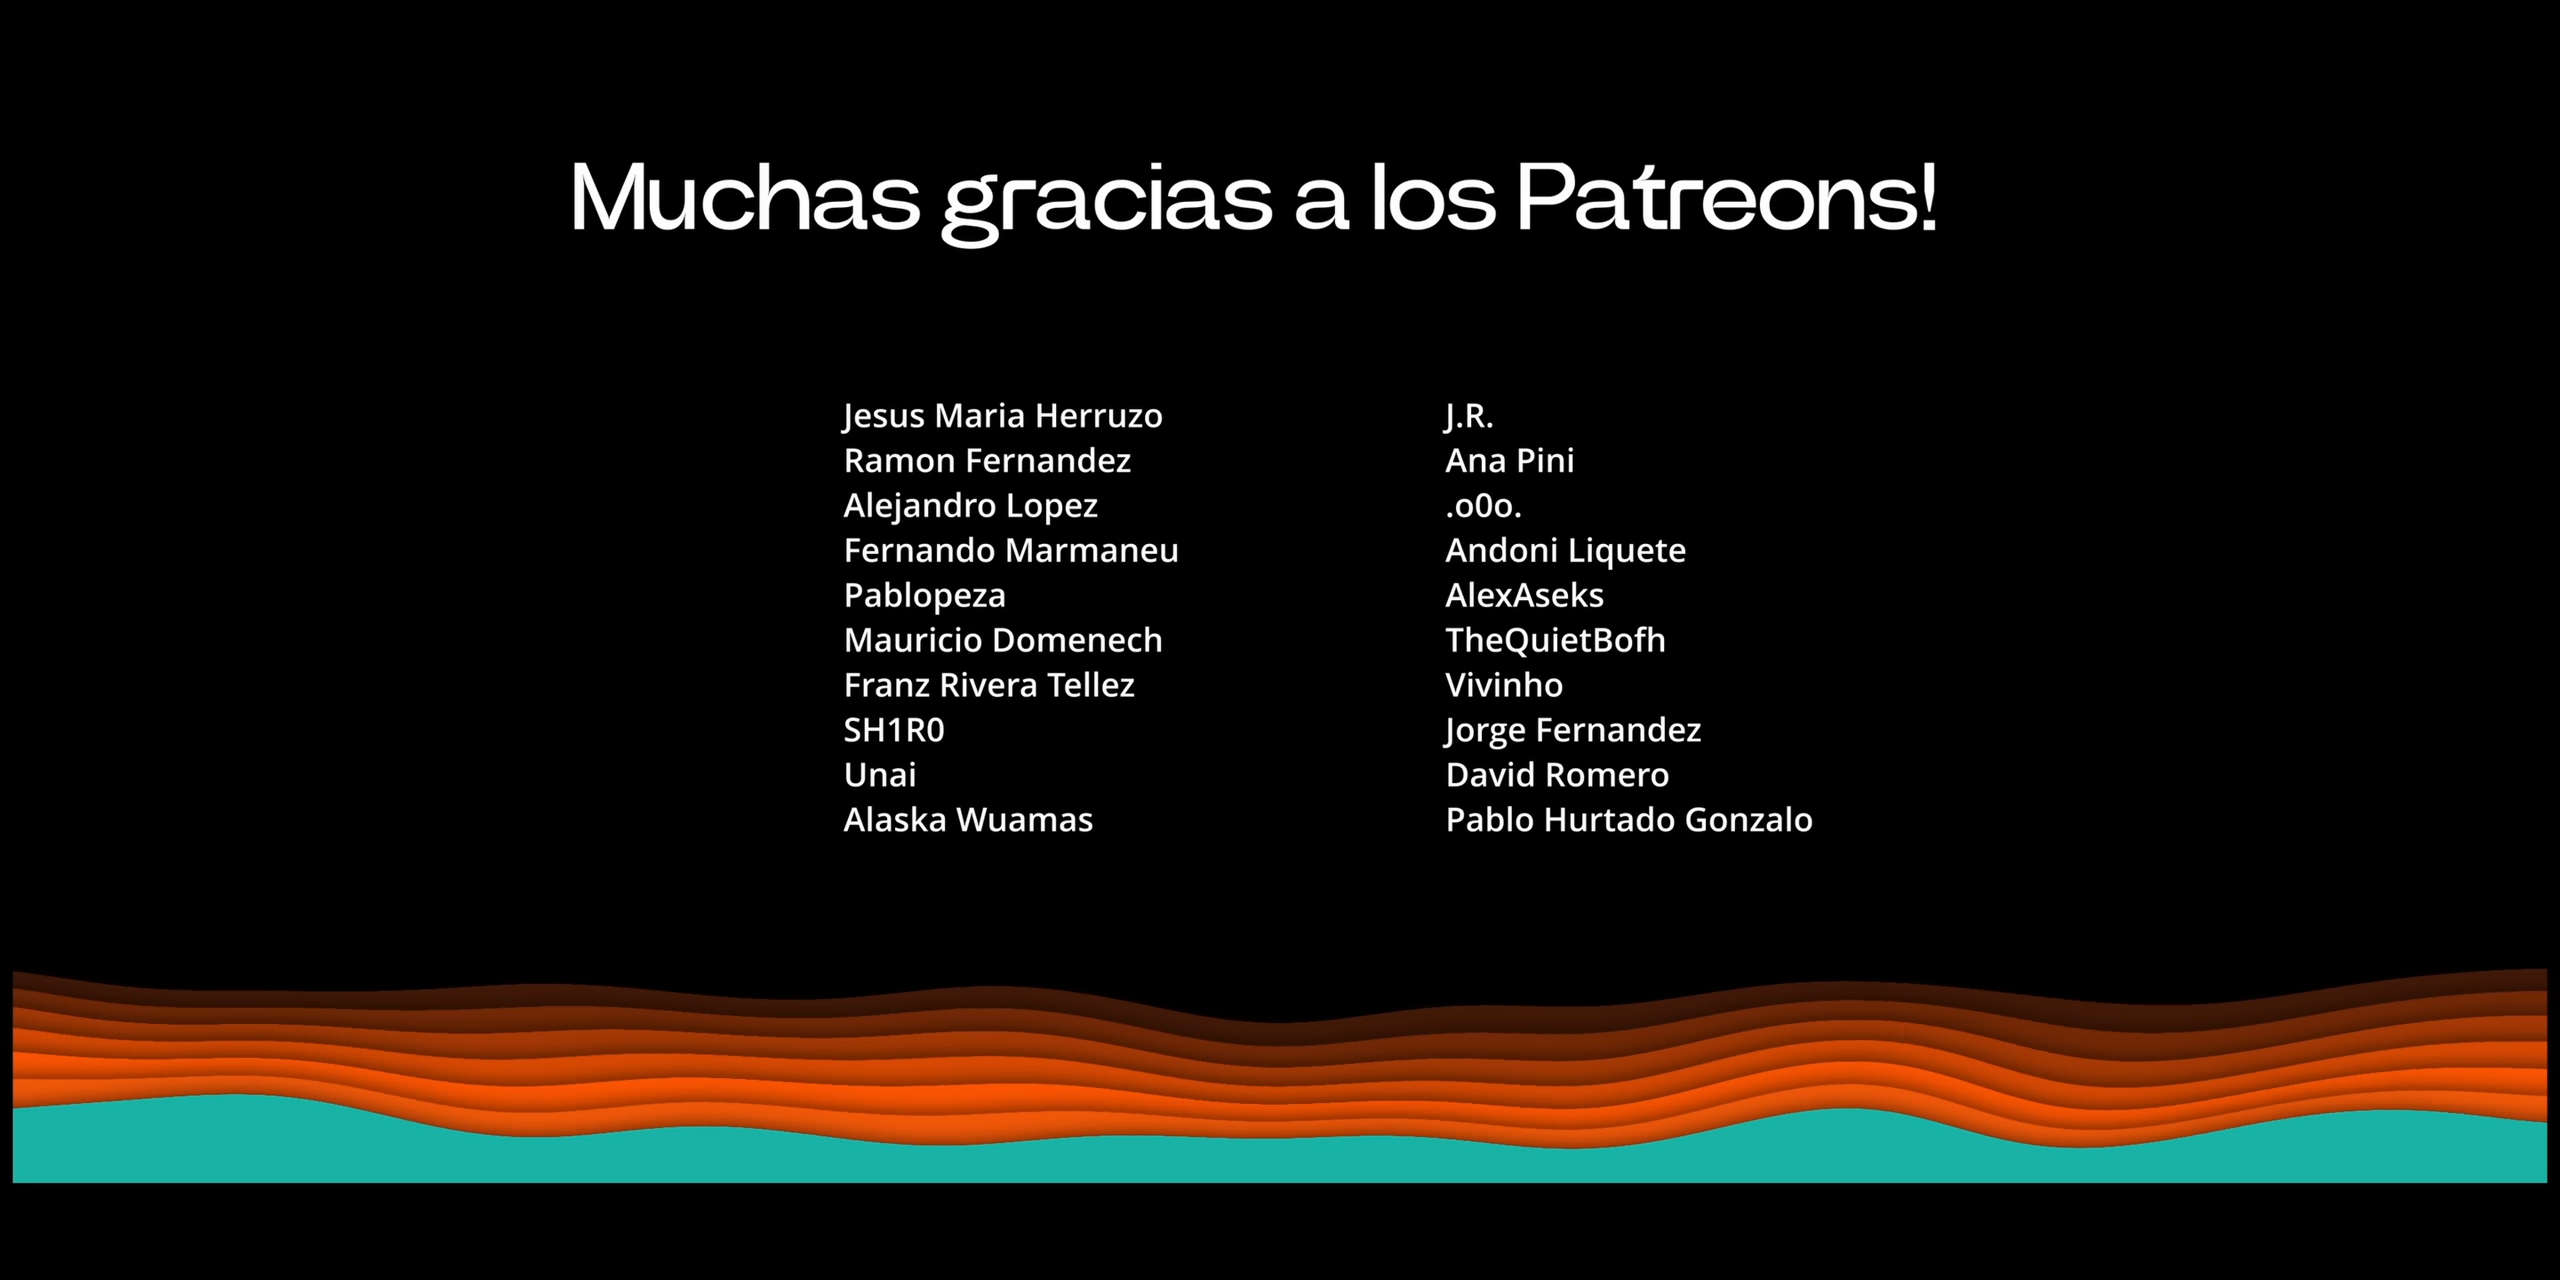 Muchas gracias a los Patreons!
Jesus Maria Herruzo
Ramon Fernandez
Alejandro Lopez
Fernando Marmaneu
Pablopeza
Mauricio Domenech
Franz Rivera Tellez
SH1R0
Unai
Alaska Wuamas
J.R.
Ana Pini
.o0o.
Andoni Liquete
AlexAseks
TheQuietBofh
Vivinho
Jorge Fernandez
David Romero
Pablo Hurtado Gonzalo